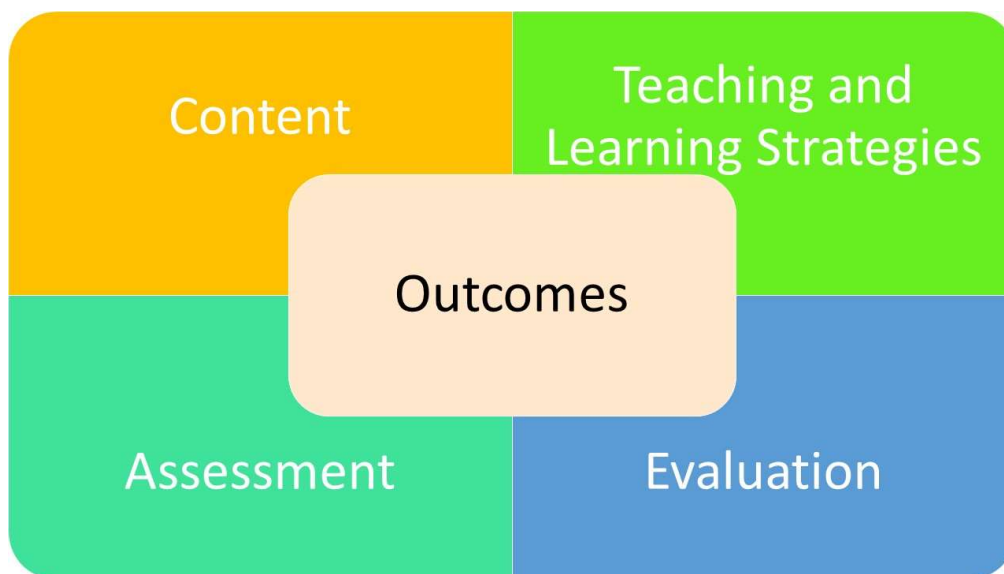 Content
Teaching and
Learning Strategies
Outcomes
Assessment
Evaluation